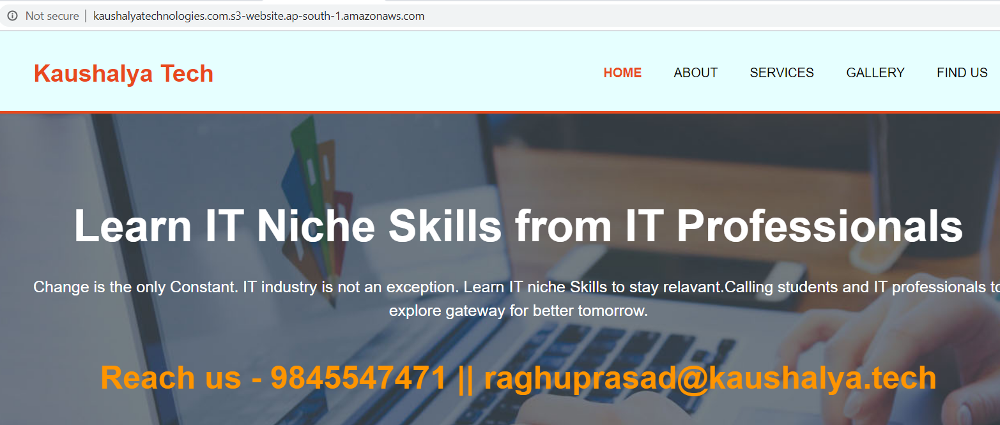 Not secure | kaushalyatechnologies.com.s3-website.ap-south-1.amazonaws.com
Kaushalya Tech
HOME ABOUT SERVICES GALLERY FIND US
Learn IT Niche Skills from IT Professionals
Change is the only Constant. IT industry is not an exception. Learn IT niche Skills to stay relavant.Calling students and IT professionals to
explore gateway for better tomorrow.
Reach us - 9845547471 || raghuprasad@kaushalya.tech